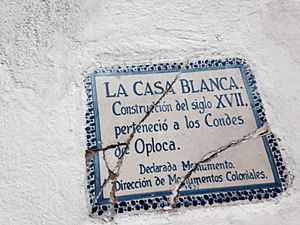 LA CASA BLANCA.
Construcción del siglo XVII,
perteneció a los Condes
de Oploca.
Declarada Monumento.
Dirección de Monumentos Coloniales.